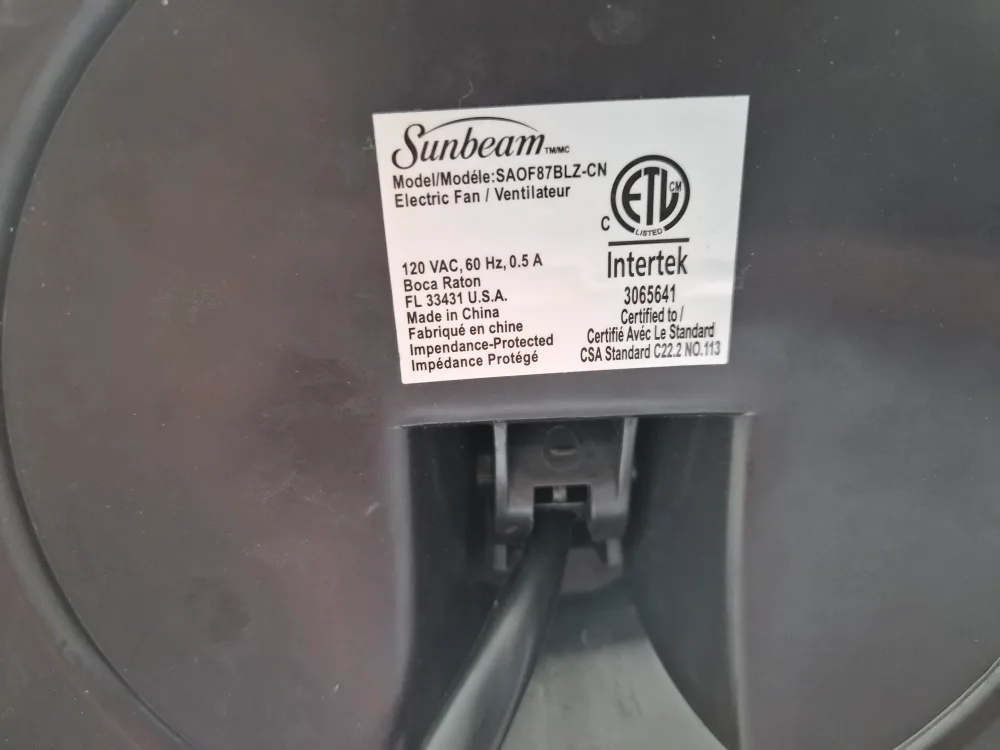 Sunbeam TM/MC
Model/Modéle:SAOF87BLZ-CN
Electric Fan / Ventilateur
120 VAC, 60 Hz, 0.5 A
Boca Raton
FL 33431 U.S.A.
Made in China
Fabriqué en chine
Impendance-Protected
Impédance Protégé
ETL CM
C
LISTED
Intertek
3065641
Certified to /
Certifié Avéc Le Standard
CSA Standard C22.2 NO.113